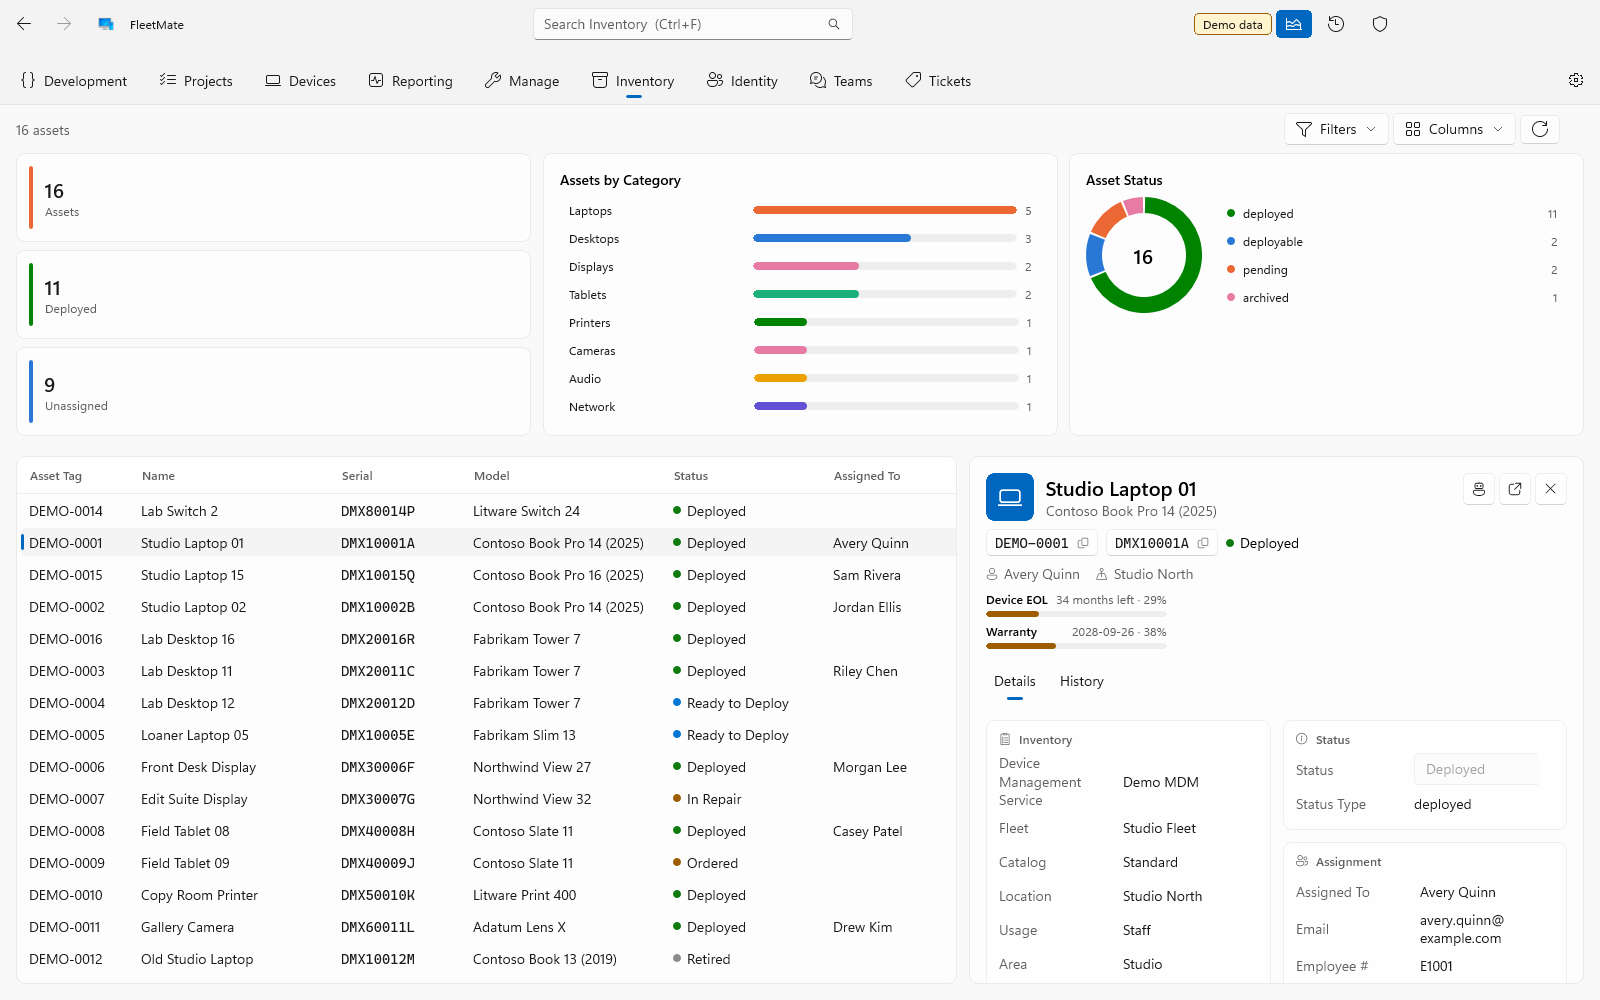 FleetMate
Search Inventory (Ctrl+F)
Demo data
Development
Projects
Devices
Reporting
Manage
Inventory
Identity
Teams
Tickets
16 assets
Filters
Columns
16
Assets
11
Deployed
9
Unassigned
Assets by Category
Laptops 5
Desktops 3
Displays 2
Tablets 2
Printers 1
Cameras 1
Audio 1
Network 1
Asset Status
16
deployed 11
deployable 2
pending 2
archived 1
Asset Tag Name Serial Model Status Assigned To
DEMO-0014 Lab Switch 2 DMX80014P Litware Switch 24 Deployed
DEMO-0001 Studio Laptop 01 DMX10001A Contoso Book Pro 14 (2025) Deployed Avery Quinn
DEMO-0015 Studio Laptop 15 DMX10015Q Contoso Book Pro 16 (2025) Deployed Sam Rivera
DEMO-0002 Studio Laptop 02 DMX10002B Contoso Book Pro 14 (2025) Deployed Jordan Ellis
DEMO-0016 Lab Desktop 16 DMX20016R Fabrikam Tower 7 Deployed
DEMO-0003 Lab Desktop 11 DMX20011C Fabrikam Tower 7 Deployed Riley Chen
DEMO-0004 Lab Desktop 12 DMX20012D Fabrikam Tower 7 Ready to Deploy
DEMO-0005 Loaner Laptop 05 DMX10005E Fabrikam Slim 13 Ready to Deploy
DEMO-0006 Front Desk Display DMX30006F Northwind View 27 Deployed Morgan Lee
DEMO-0007 Edit Suite Display DMX30007G Northwind View 32 In Repair
DEMO-0008 Field Tablet 08 DMX40008H Contoso Slate 11 Deployed Casey Patel
DEMO-0009 Field Tablet 09 DMX40009J Contoso Slate 11 Ordered
DEMO-0010 Copy Room Printer DMX50010K Litware Print 400 Deployed
DEMO-0011 Gallery Camera DMX60011L Adatum Lens X Deployed Drew Kim
DEMO-0012 Old Studio Laptop DMX10012M Contoso Book 13 (2019) Retired
Studio Laptop 01
Contoso Book Pro 14 (2025)
DEMO-0001 DMX10001A Deployed
Avery Quinn Studio North
Device EOL 34 months left · 29%
Warranty 2028-09-26 · 38%
Details History
Inventory
Device
Management
Service
Demo MDM
Fleet Studio Fleet
Catalog Standard
Location Studio North
Usage Staff
Area Studio
Status
Status Deployed
Status Type deployed
Assignment
Assigned To Avery Quinn
Email avery.quinn@
example.com
Employee # E1001